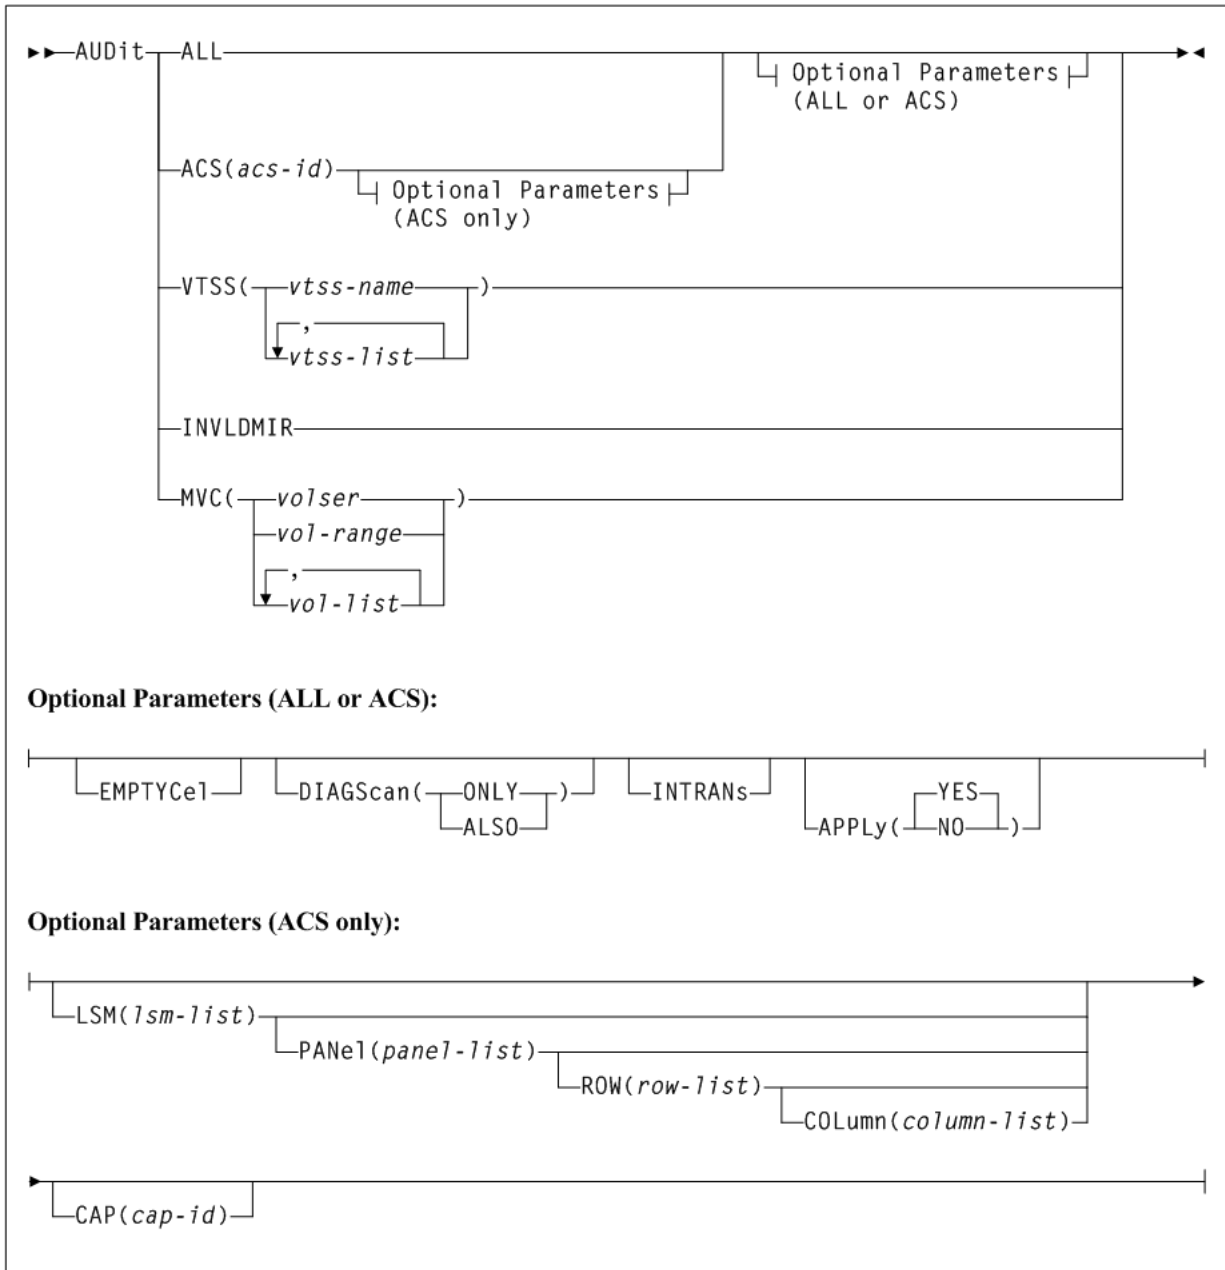 AUDit ALL
Optional Parameters
(ALL or ACS)
ACS(acs-id)
Optional Parameters
(ACS only)
VTSS( vtss-name )
,
vtss-list
INVLDMIR
MVC( volser )
vol-range
,
vol-list
Optional Parameters (ALL or ACS):
EMPTYCel DIAGScan( ONLY ) INTRANs YES
ALSO APPLy( NO )
Optional Parameters (ACS only):
LSM(lsm-list)
PANel(panel-list)
ROW(row-list)
COLumn(column-list)
CAP(cap-id)